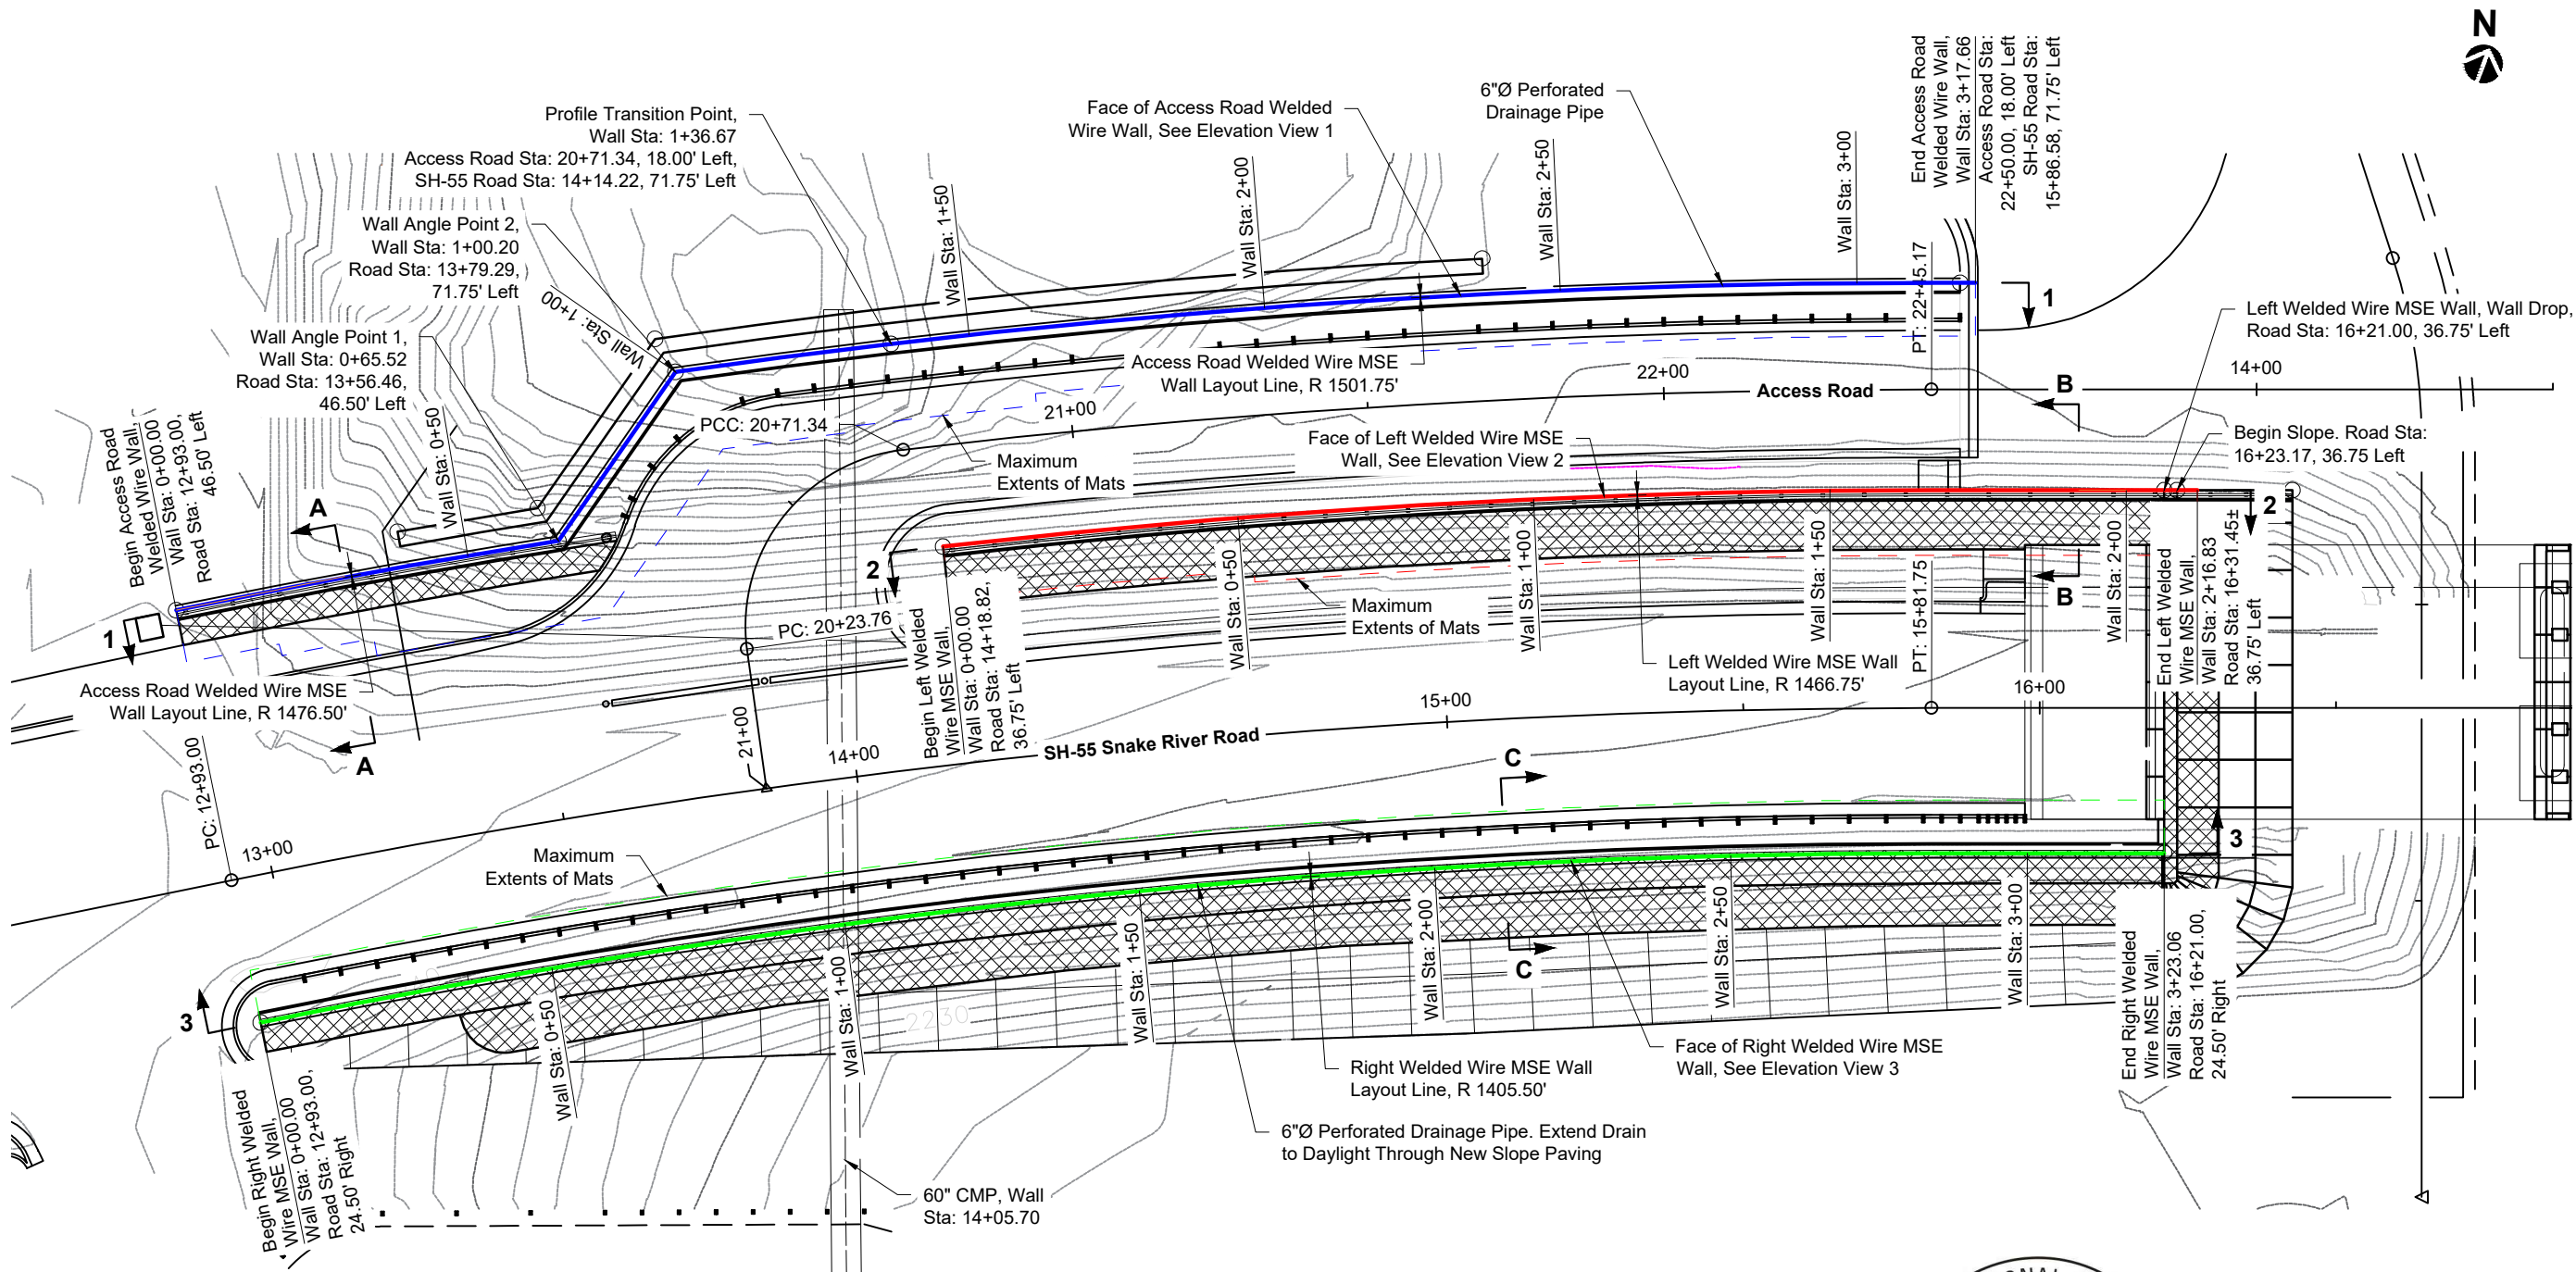 N
Profile Transition Point,
Wall Sta: 1+36.67
Access Road Sta: 20+71.34, 18.00' Left,
SH-55 Road Sta: 14+14.22, 71.75' Left
Face of Access Road Welded
Wire Wall, See Elevation View 1
6"Ø Perforated
Drainage Pipe
End Access Road
Welded Wire Wall,
Wall Sta: 3+17.66
Access Road Sta:
22+50.00, 18.00' Left
SH-55 Road Sta:
15+86.58, 71.75' Left
Wall Angle Point 2,
Wall Sta: 1+00.20
Road Sta: 13+79.29,
71.75' Left
Wall Angle Point 1,
Wall Sta: 0+65.52
Road Sta: 13+56.46,
46.50' Left
Begin Access Road
Welded Wire Wall,
Wall Sta: 0+00.00
Road Sta: 12+93.00,
46.50' Left
Wall Sta: 0+50
Wall Sta: 1+00
Wall Sta: 1+50
Wall Sta: 2+00
Wall Sta: 2+50
Wall Sta: 3+00
PT: 22+45.17
1
Left Welded Wire MSE Wall, Wall Drop,
Road Sta: 16+21.00, 36.75' Left
Access Road Welded Wire MSE
Wall Layout Line, R 1501.75'
22+00
Access Road
B
14+00
PCC: 20+71.34
21+00
Face of Left Welded Wire MSE
Wall, See Elevation View 2
Begin Slope. Road Sta:
16+23.17, 36.75 Left
Maximum
Extents of Mats
A
2
2
1
PC: 20+23.76
Begin Left Welded
Wire MSE Wall,
Wall Sta: 0+00.00
Road Sta: 14+18.82,
36.75' Left
Wall Sta: 0+50
Wall Sta: 1+00
Wall Sta: 1+50
Wall Sta: 2+00
Maximum
Extents of Mats
B
End Left Welded
Wire MSE Wall,
Wall Sta: 2+16.83
Road Sta: 16+31.45±
36.75' Left
Left Welded Wire MSE Wall
Layout Line, R 1466.75'
PT: 15+81.75
16+00
15+00
Access Road Welded Wire MSE
Wall Layout Line, R 1476.50'
A
PC: 12+93.00
13+00
21+00
14+00
SH-55 Snake River Road
C
3
Maximum
Extents of Mats
3
2230
C
Wall Sta: 0+50
Wall Sta: 1+00
Wall Sta: 1+50
Wall Sta: 2+00
Wall Sta: 2+50
Wall Sta: 3+00
End Right Welded
Wire MSE Wall,
Wall Sta: 3+23.06
Road Sta: 16+21.00,
24.50' Right
Begin Right Welded
Wire MSE Wall,
Wall Sta: 0+00.00
Road Sta: 12+93.00,
24.50' Right
Right Welded Wire MSE Wall
Layout Line, R 1405.50'
Face of Right Welded Wire MSE
Wall, See Elevation View 3
6"Ø Perforated Drainage Pipe. Extend Drain
to Daylight Through New Slope Paving
60" CMP, Wall
Sta: 14+05.70